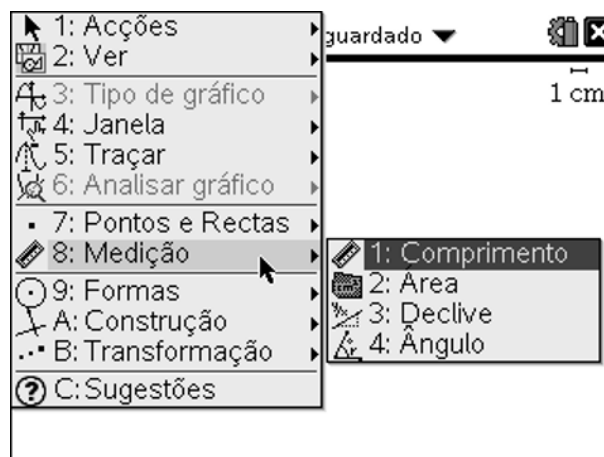 1: Acções
2: Ver
3: Tipo de gráfico
4: Janela
5: Traçar
6: Analisar gráfico
7: Pontos e Rectas
8: Medição
9: Formas
A: Construção
B: Transformação
C: Sugestões
guardado
1 cm
1: Comprimento
2: Área
3: Declive
4: Ângulo